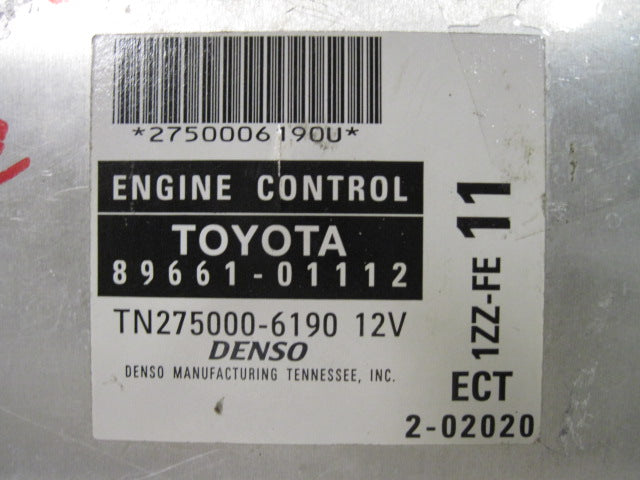 *2750006190U*
ENGINE CONTROL
TOYOTA
89661-01112
TN275000-6190 12V
DENSO
DENSO MANUFACTURING TENNESSEE, INC.
1ZZ-FE 11
ECT
2-02020